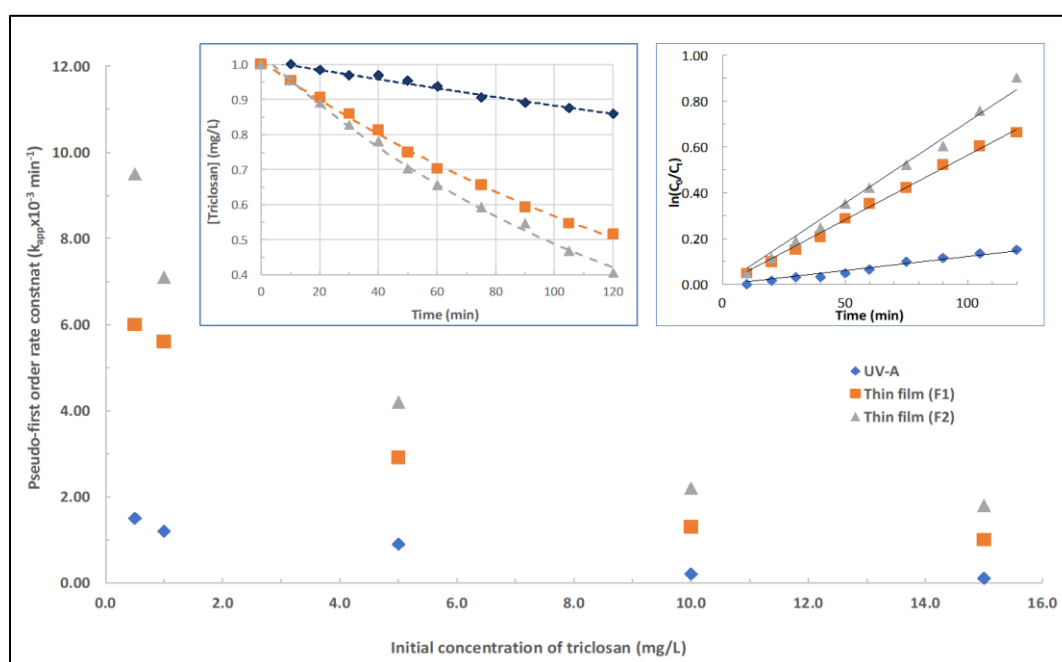 12.00
10.00
8.00
6.00
4.00
2.00
0.00
Pseudo-first order rate constnat (kapp×10-3 min-1)
0.0 2.0 4.0 6.0 8.0 10.0 12.0 14.0 16.0
Initial concentration of triclosan (mg/L)
1.0
0.9
0.8
0.7
0.6
0.5
0.4
[Triclosan] (mg/L)
0 20 40 60 80 100 120
Time (min)
1.00
0.80
0.60
0.40
0.20
0.00
ln(C0/Ct)
50 100
Time (min)
UV-A
Thin film (F1)
Thin film (F2)